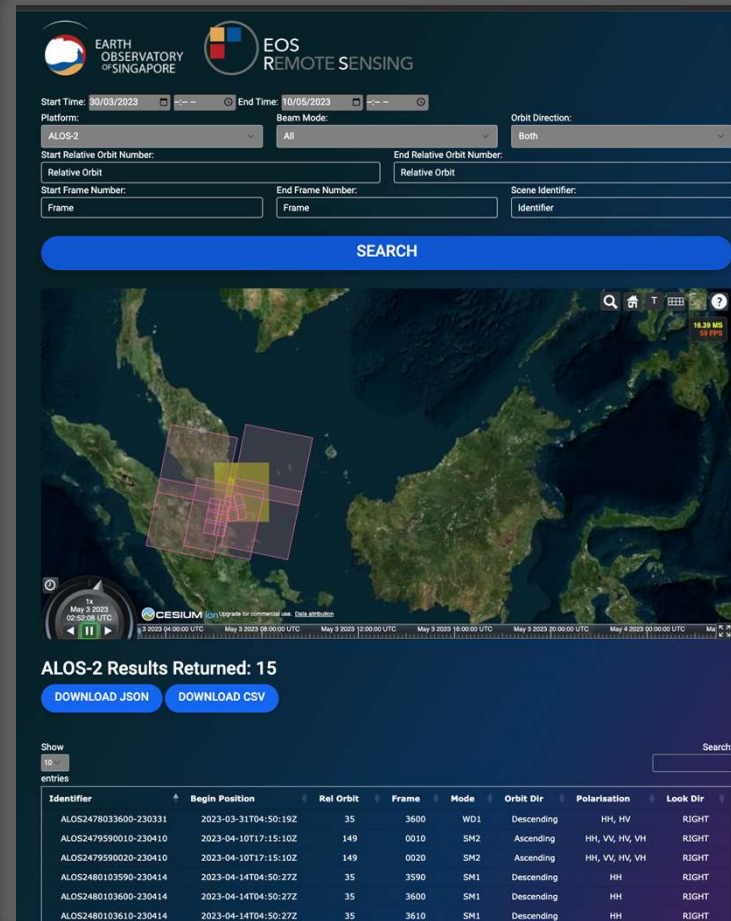 EARTH
OBSERVATORY
OF SINGAPORE
EOS
REMOTE SENSING
Start Time: 30/03/2023 --:-- -- End Time: 10/05/2023 --:-- --
Platform: Beam Mode: Orbit Direction:
ALOS-2 All Both
Start Relative Orbit Number: End Relative Orbit Number:
Relative Orbit Relative Orbit
Start Frame Number: End Frame Number: Scene Identifier:
Frame Frame Identifier
SEARCH
T ?
16.39 MS
59 FPS
1x
May 3 2023
02:52:08 UTC
CESIUM ion Upgrade for commercial use. Data attribution
3 2023 04:00:00 UTC May 3 2023 08:00:00 UTC May 3 2023 12:00:00 UTC May 3 2023 16:00:00 UTC May 3 2023 20:00:00 UTC May 4 2023 00:00:00 UTC Ma
ALOS-2 Results Returned: 15
DOWNLOAD JSON DOWNLOAD CSV
Show Search
10
entries
Identifier Begin Position Rel Orbit Frame Mode Orbit Dir Polarisation Look Dir
ALOS2478033600-230331 2023-03-31T04:50:19Z 35 3600 WD1 Descending HH, HV RIGHT
ALOS2479590010-230410 2023-04-10T17:15:10Z 149 0010 SM2 Ascending HH, VV, HV, VH RIGHT
ALOS2479590020-230410 2023-04-10T17:15:10Z 149 0020 SM2 Ascending HH, VV, HV, VH RIGHT
ALOS2480103590-230414 2023-04-14T04:50:27Z 35 3590 SM1 Descending HH RIGHT
ALOS2480103600-230414 2023-04-14T04:50:27Z 35 3600 SM1 Descending HH RIGHT
ALOS2480103610-230414 2023-04-14T04:50:27Z 35 3610 SM1 Descending HH RIGHT